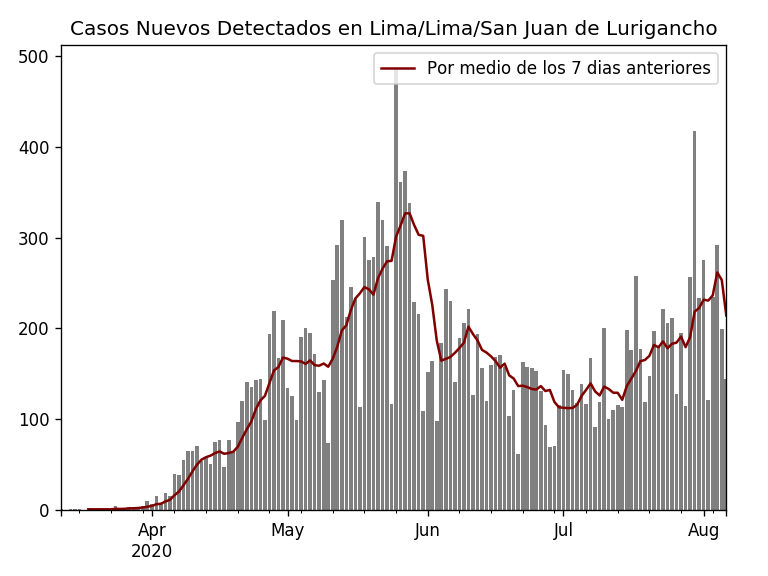 Casos Nuevos Detectados en Lima/Lima/San Juan de Lurigancho
Por medio de los 7 dias anteriores
500
400
300
200
100
0
Apr May Jun Jul Aug
2020